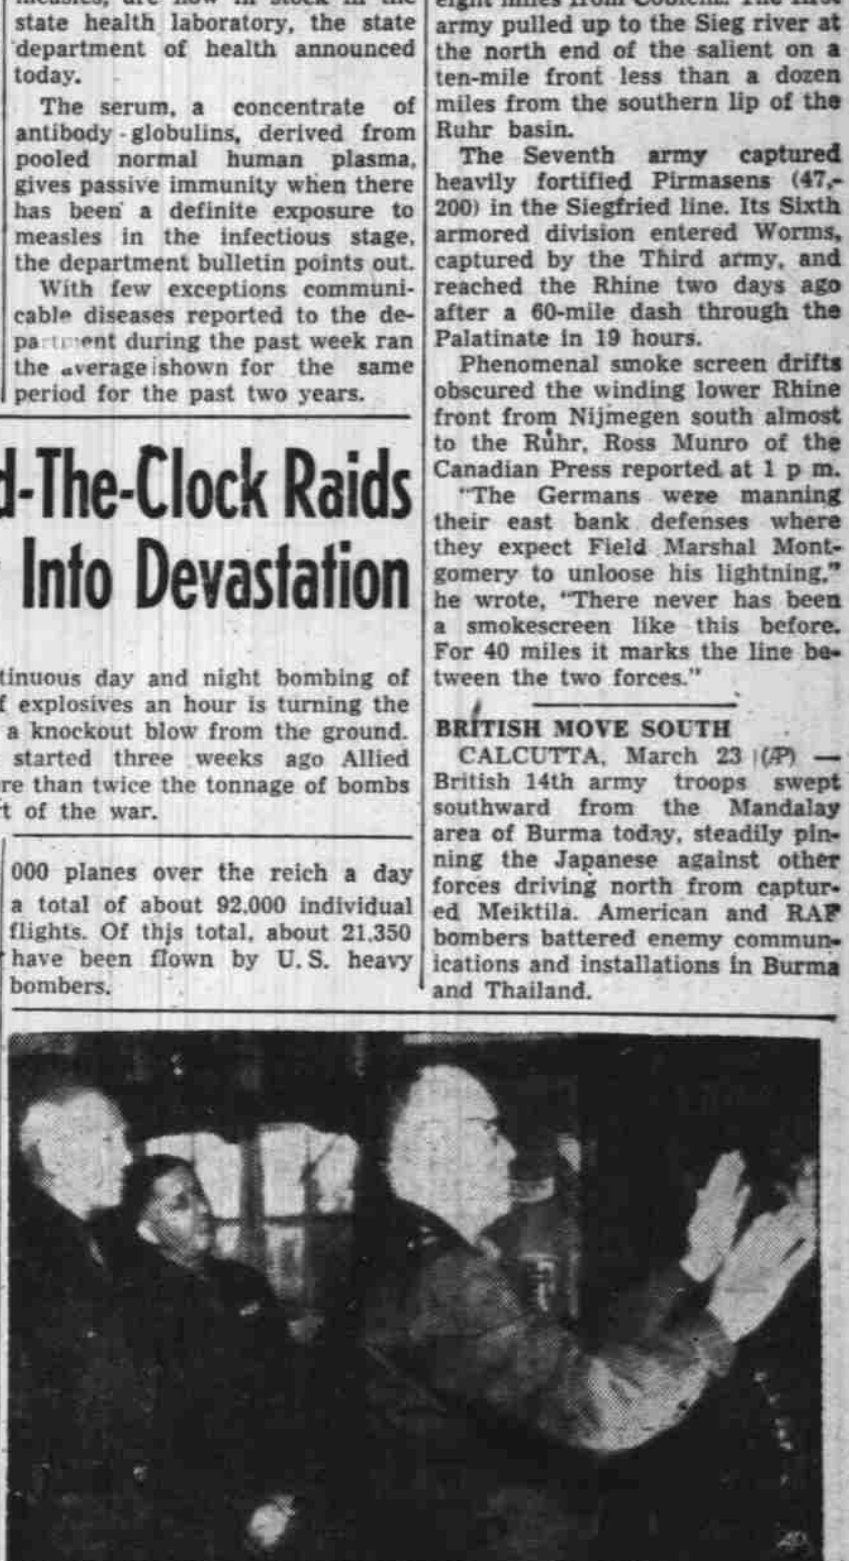 state health laboratory, the state
department of health announced
today.
The serum, a concentrate of
antibody-globulins, derived from
pooled normal human plasma,
gives passive immunity when there
has been a definite exposure to
measles in the infectious stage,
the department bulletin points out.
With few exceptions communi-
cable diseases reported to the de-
partment during the past week ran
the average shown for the same
period for the past two years.
d-The-Clock Raids
Into Devastation
tinuous day and night bombing of
f explosives an hour is turning the
a knockout blow from the ground.
started three weeks ago Allied
re than twice the tonnage of bombs
t of the war.
000 planes over the reich a day
a total of about 92,000 individual
flights. Of this total, about 21,350
have been flown by U.S. heavy
bombers.
army pulled up to the Sieg river at
the north end of the salient on a
ten-mile front less than a dozen
miles from the southern lip of the
Ruhr basin.
The Seventh army captured
heavily fortified Pirmasens (47,-
200) in the Siegfried line. Its Sixth
armored division entered Worms,
captured by the Third army, and
reached the Rhine two days ago
after a 60-mile dash through the
Palatinate in 19 hours.
Phenomenal smoke screen drifts
obscured the winding lower Rhine
front from Nijmegen south almost
to the Ruhr, Ross Munro of the
Canadian Press reported at 1 p m.
"The Germans were manning
their east bank defenses where
they expect Field Marshal Mont-
gomery to unloose his lightning,"
he wrote, "There never has been
a smokescreen like this before.
For 40 miles it marks the line be-
tween the two forces."
BRITISH MOVE SOUTH
CALCUTTA, March 23 (AP) —
British 14th army troops swept
southward from the Mandalay
area of Burma today, steadily pin-
ning the Japanese against other
forces driving north from captur-
ed Meiktila. American and RAF
bombers battered enemy commun-
ications and installations in Burma
and Thailand.